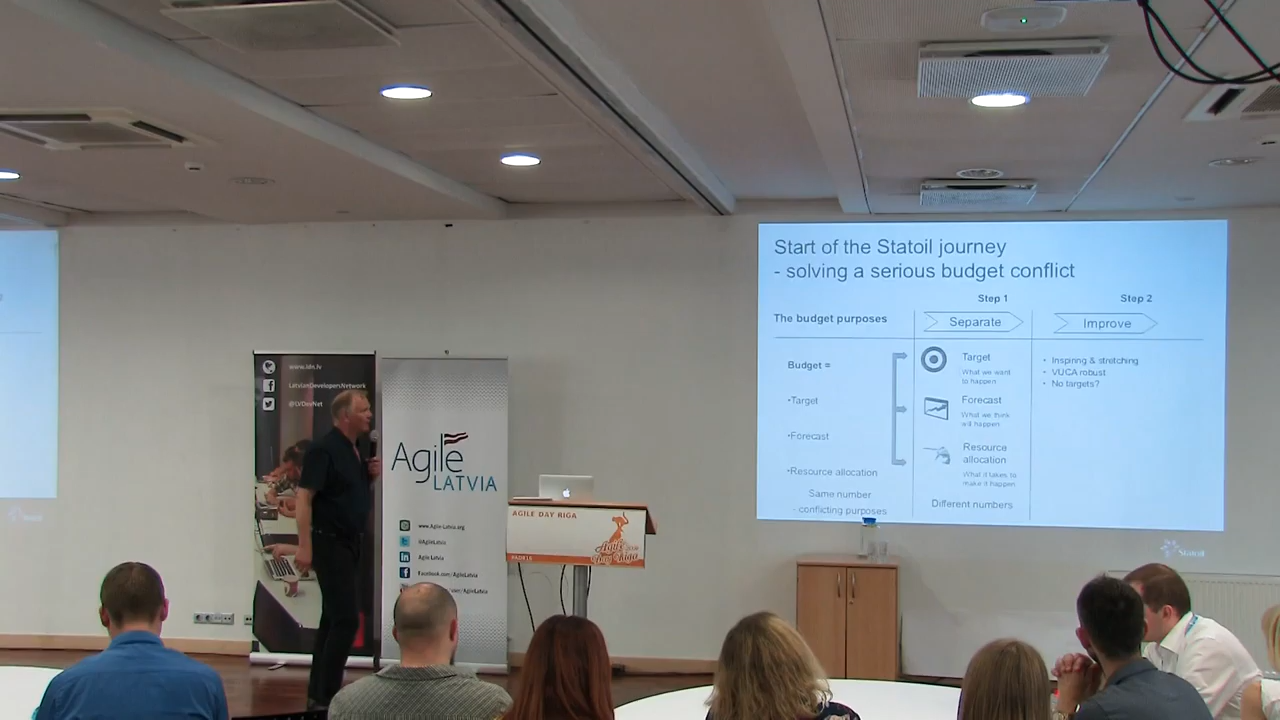 Start of the Statoil journey
- solving a serious budget conflict
Step 1
Step 2
The budget purposes
Separate
Improve
Budget =
•Target
•Forecast
•Resource allocation
Same number
- conflicting purposes
Target
What we want
to happen
Forecast
What we think
will happen
Resource
allocation
What it takes to
make it happen
Different numbers
• Inspiring & stretching
• VUCA robust
• No targets?
Statoil
www.ldn.lv
LatvianDevelopersNetwork
@LVDevNet
Agile
LATVIA
www.Agile-Latvia.org
@AgileLatvia
Agile Latvia
Facebook.com/AgileLatvia
AGILE DAY RIGA
Agile
Day Riga